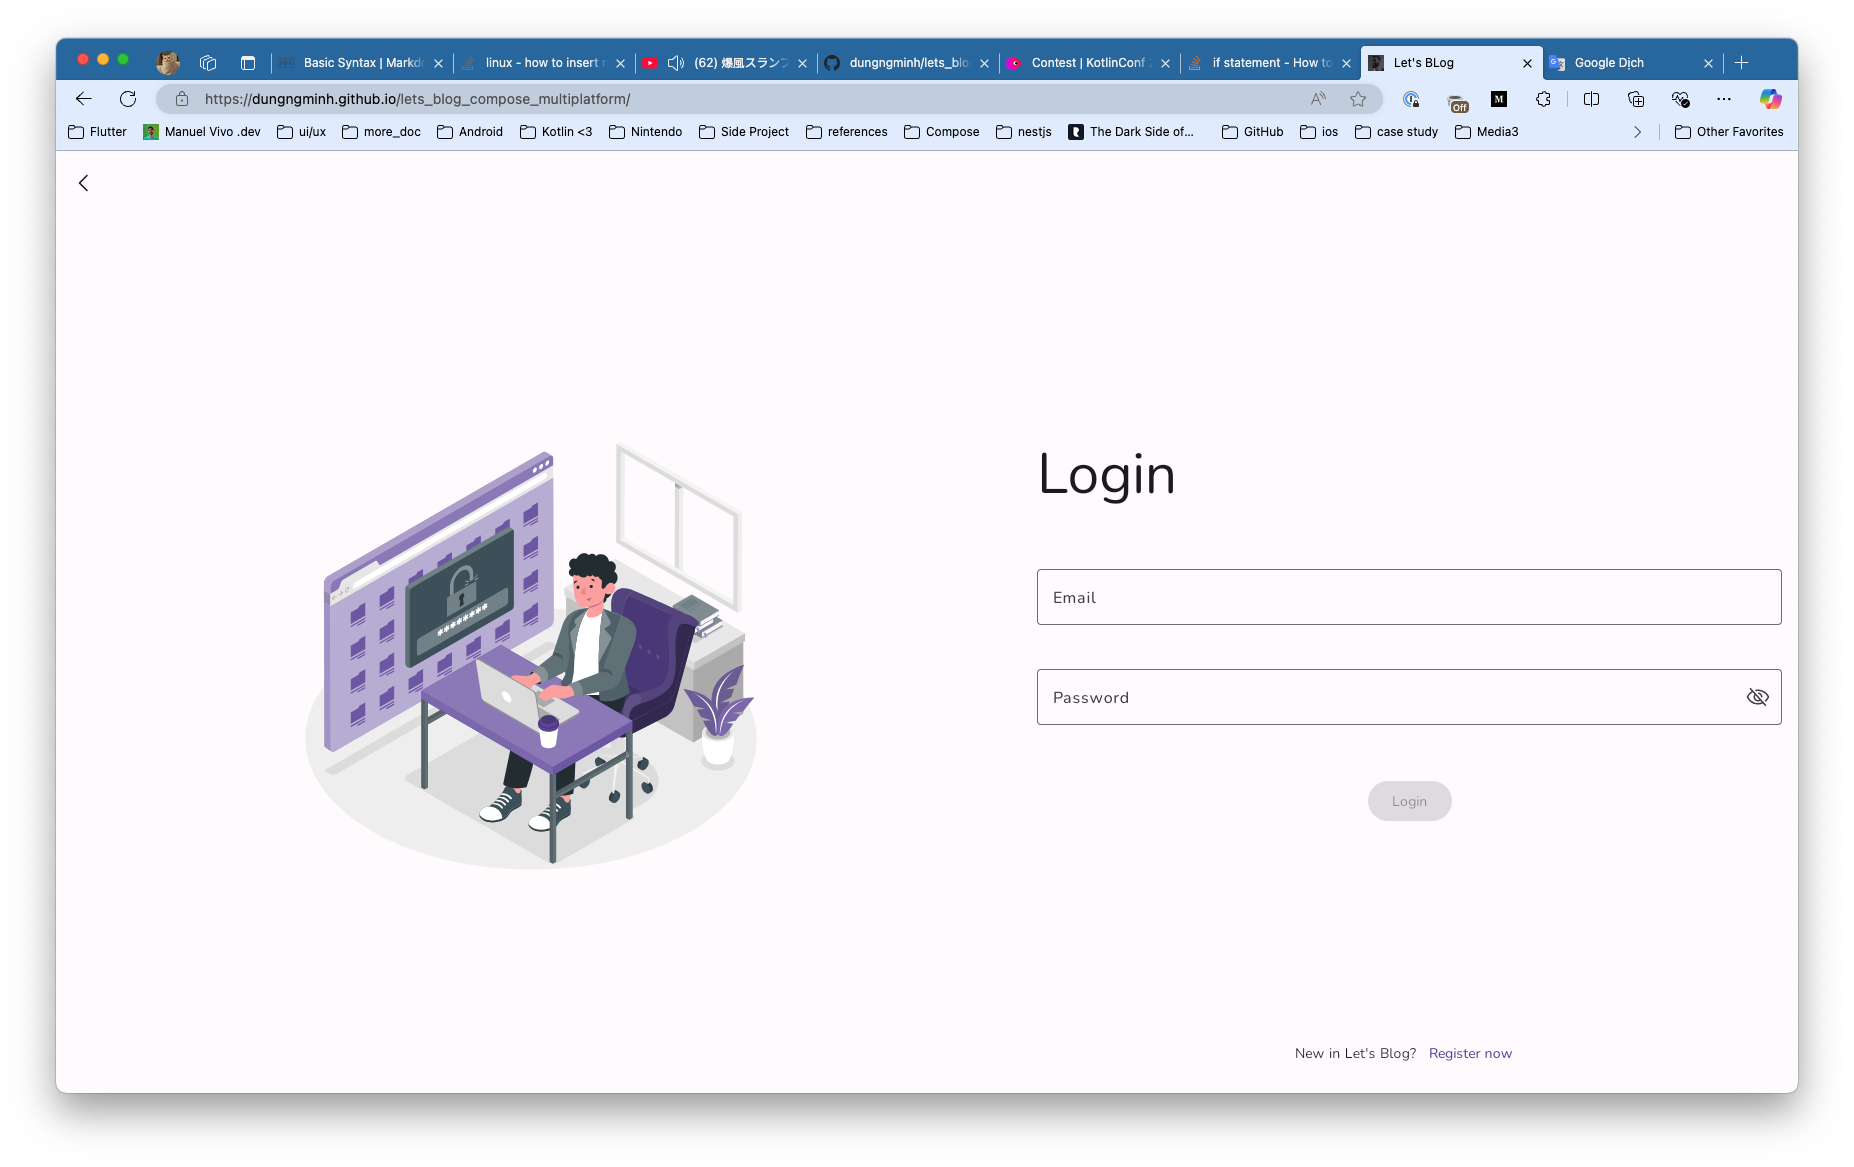 Basic Syntax | Markdo
linux - how to insert
(62) 爆風スランプ
dungngminh/lets_blo
Contest | KotlinConf
if statement - How to
Let's BLog
Google Dịch
https://dungngminh.github.io/lets_blog_compose_multiplatform/
Off
M
Flutter
Manuel Vivo .dev
ui/ux
more_doc
Android
Kotlin <3
Nintendo
Side Project
references
Compose
nestjs
The Dark Side of...
GitHub
ios
case study
Media3
Other Favorites
Login
Email
Password
Login
New in Let's Blog? Register now